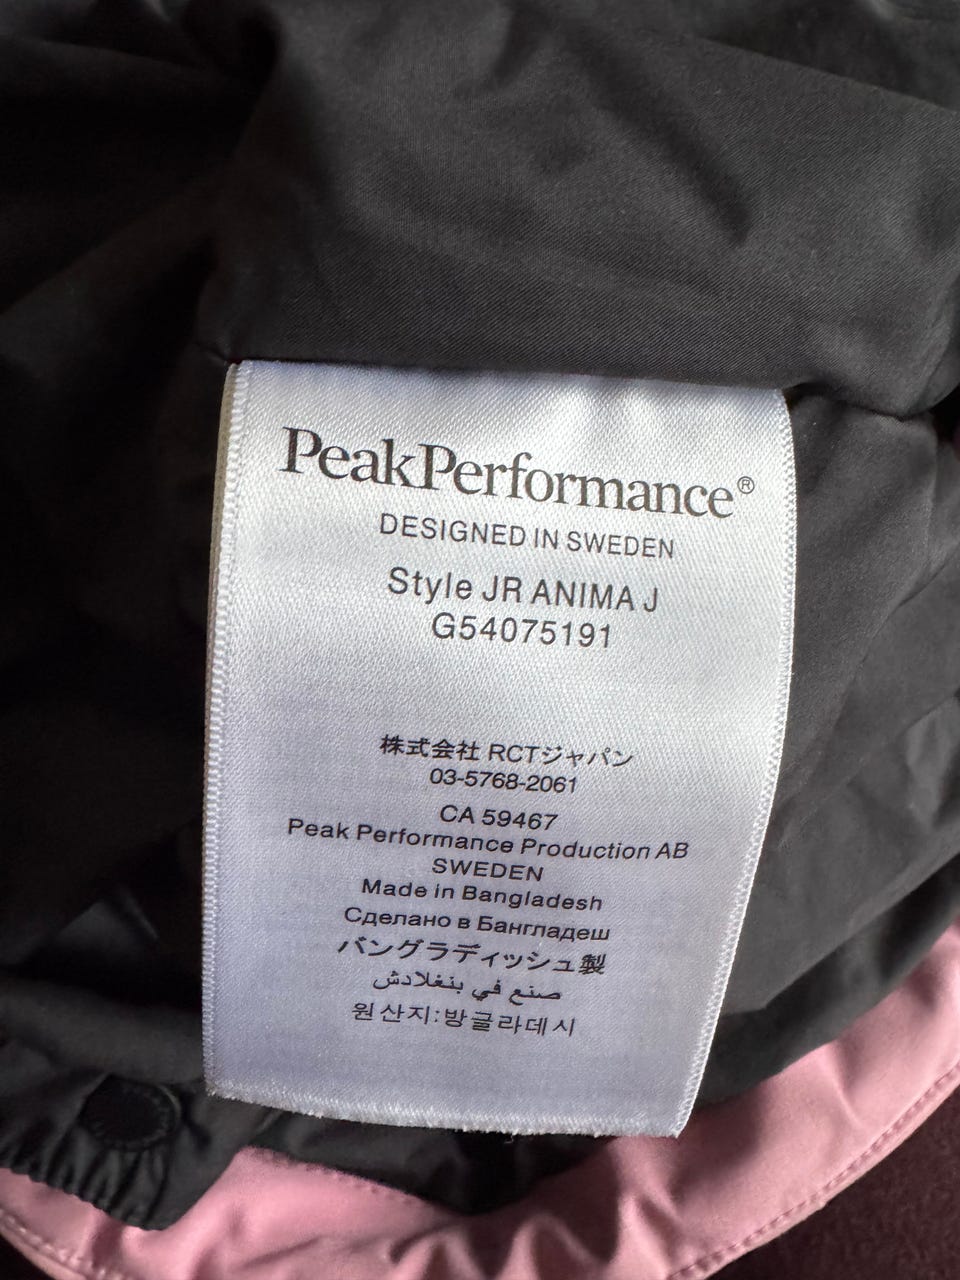 PeakPerformance®
DESIGNED IN SWEDEN
Style JR ANIMA J
G54075191
株式会社 RCTジャパン
03-5768-2061
CA 59467
Peak Performance Production AB
SWEDEN
Made in Bangladesh
Сделано в Бангладеш
バングラディッシュ製
صنع في بنغلادش
원산지:방글라데시